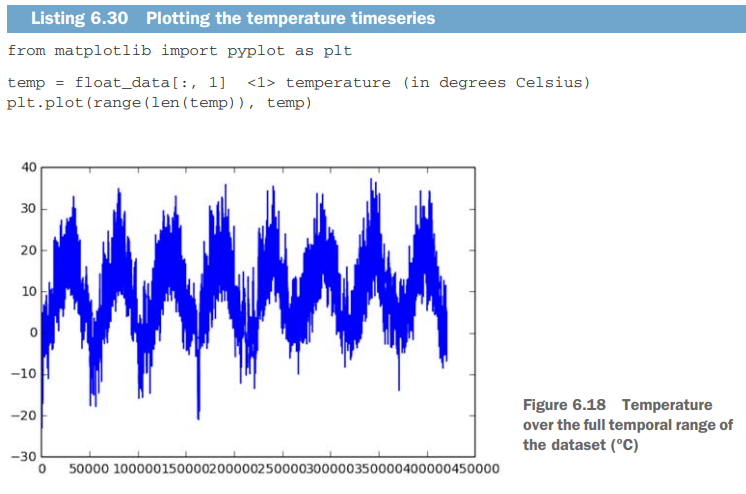 Listing 6.30 Plotting the temperature timeseries
from matplotlib import pyplot as plt
temp = float_data[:, 1] <1> temperature (in degrees Celsius)
plt.plot(range(len(temp)), temp)
40
30
20
10
0
−10
−20
−30
0 50000 100000150000200000250000300000350000400000450000
Figure 6.18 Temperature
over the full temporal range of
the dataset (ºC)